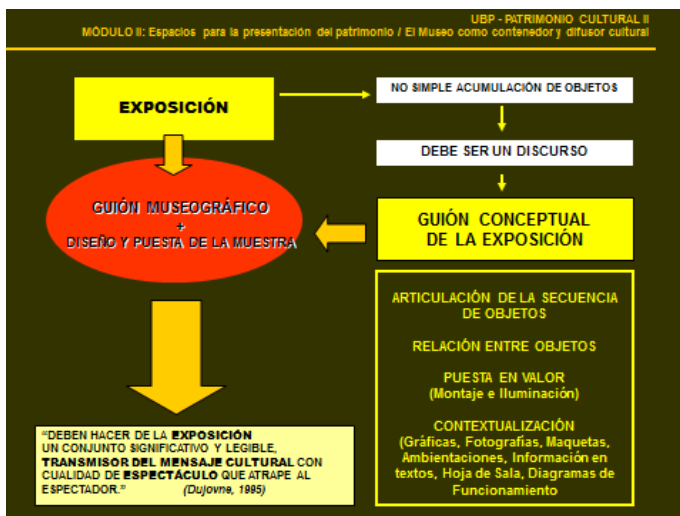 UBP - PATRIMONIO CULTURAL II
MÓDULO II: Espacios para la presentación del patrimonio / El Museo como contenedor y difusor cultural
EXPOSICIÓN
NO SIMPLE ACUMULACIÓN DE OBJETOS
DEBE SER UN DISCURSO
GUIÓN CONCEPTUAL
DE LA EXPOSICIÓN
GUIÓN MUSEOGRÁFICO
+
DISEÑO Y PUESTA DE LA MUESTRA
ARTICULACIÓN DE LA SECUENCIA
DE OBJETOS
RELACIÓN ENTRE OBJETOS
PUESTA EN VALOR
(Montaje e Iluminación)
CONTEXTUALIZACIÓN
(Gráficas, Fotografías, Maquetas,
Ambientaciones, Información en
textos, Hoja de Sala, Diagramas de
Funcionamiento
"DEBEN HACER DE LA EXPOSICIÓN
UN CONJUNTO SIGNIFICATIVO Y LEGIBLE,
TRANSMISOR DEL MENSAJE CULTURAL CON
CUALIDAD DE ESPECTÁCULO QUE ATRAPE AL
ESPECTADOR." (Dujovne, 1995)